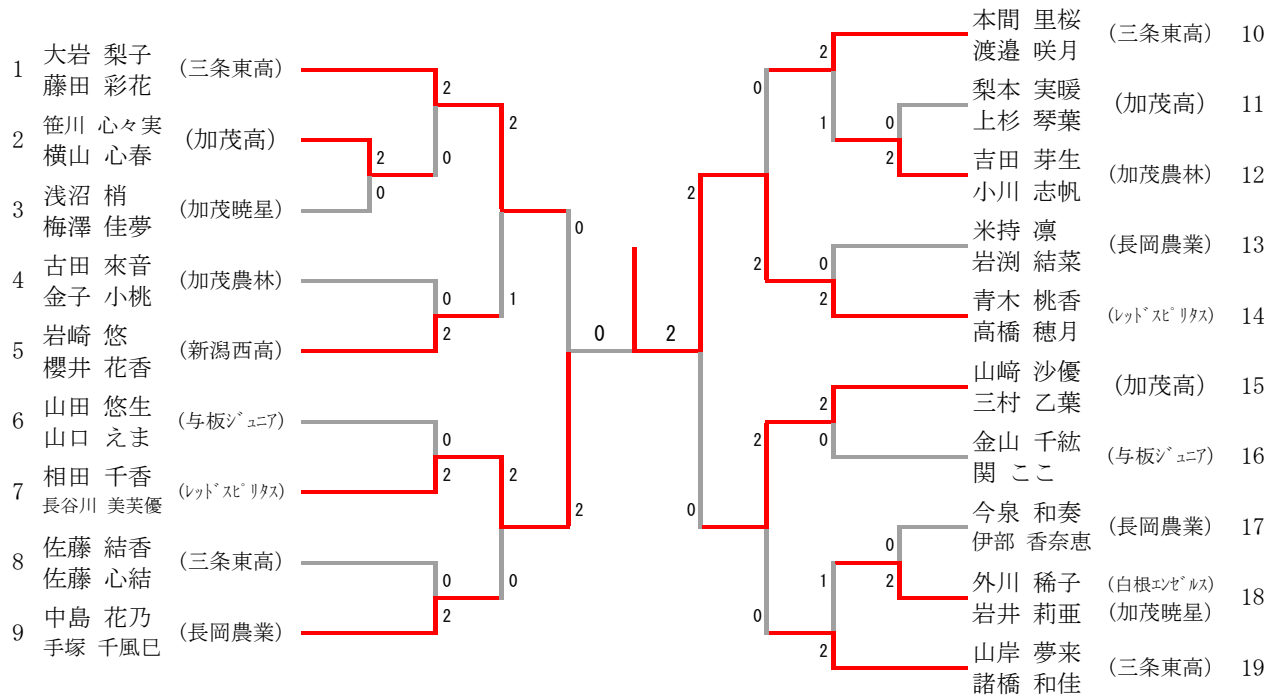 1 大岩 梨子 (三条東高)
藤田 彩花
2 笹川 心々実 (加茂高)
横山 心春
3 浅沼 梢 (加茂暁星)
梅澤 佳夢
4 古田 來音 (加茂農林)
金子 小桃
5 岩崎 悠 (新潟西高)
櫻井 花香
6 山田 悠生 (与板ジュニア)
山口 えま
7 相田 千香 (レッドスピリタス)
長谷川 美芙優
8 佐藤 結香 (三条東高)
佐藤 心結
9 中島 花乃 (長岡農業)
手塚 千風巳
2
0
2
0
0
2
0
2
0
2
2
1
2
0
0
2
0
2
2
0
0
2
2
0
2
1
0
2
0
2
2
0
1
2
0
2
本間 里桜 (三条東高) 10
渡邉 咲月
梨本 実暖 (加茂高) 11
上杉 琴葉
吉田 芽生 (加茂農林) 12
小川 志帆
米持 凛 (長岡農業) 13
岩渕 結菜
青木 桃香 (レッドスピリタス) 14
高橋 穂月
山﨑 沙優 (加茂高) 15
三村 乙葉
金山 千紘 (与板ジュニア) 16
関 ここ
今泉 和奏 (長岡農業) 17
伊部 香奈恵
外川 稀子 (白根エンゼルス) 18
岩井 莉亜 (加茂暁星)
山岸 夢来 (三条東高) 19
諸橋 和佳